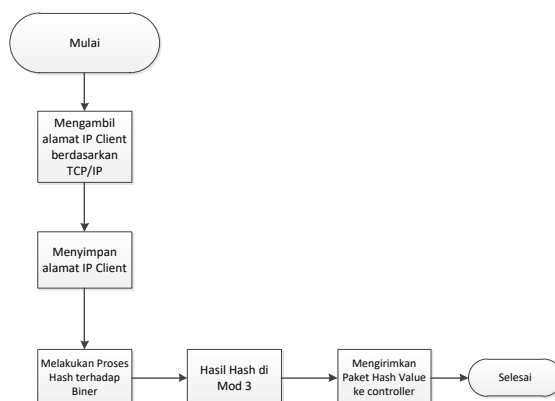 Mulai
Mengambil
alamat IP Client
berdasarkan
TCP/IP
Menyimpan
alamat IP Client
Melakukan Proses
Hash terhadap
Biner
Hasil Hash di
Mod 3
Mengirimkan
Paket Hash Value
ke controller
Selesai